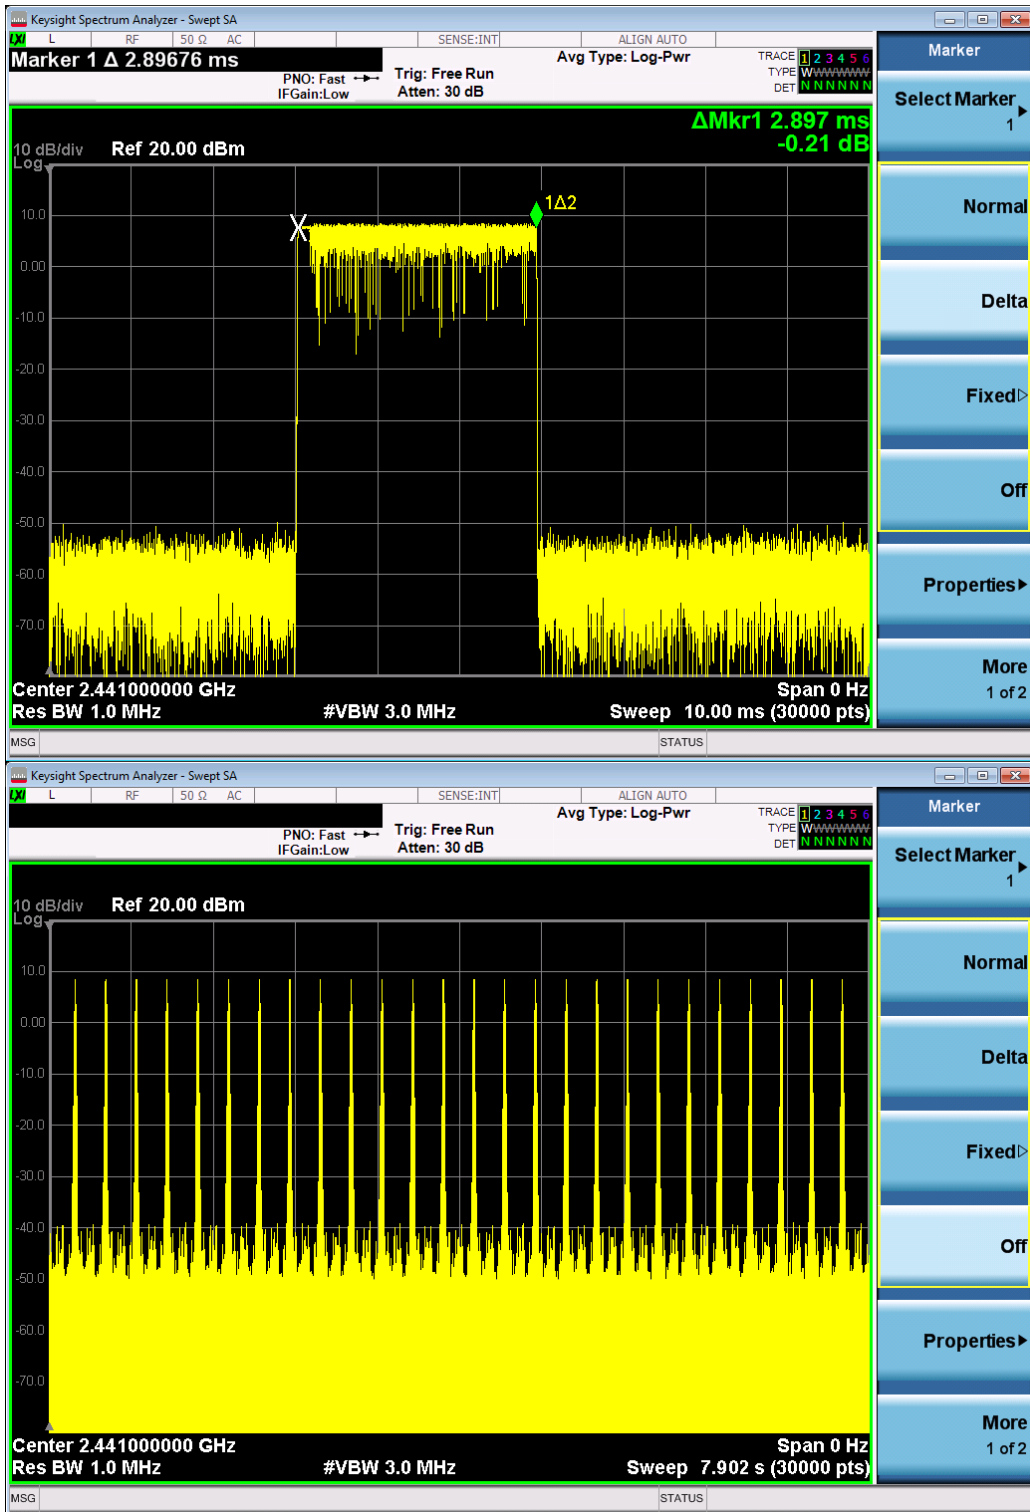 Keysight Spectrum Analyzer - Swept SA
LXI L RF 50 Ω AC SENSE:INT ALIGN AUTO
Marker 1 Δ 2.89676 ms
PNO: Fast
IFGain:Low
Trig: Free Run
Atten: 30 dB
Avg Type: Log-Pwr
TRACE 1 2 3 4 5 6
TYPE WWWWWW
DET N N N N N N
ΔMkr1 2.897 ms
-0.21 dB
10 dB/div Ref 20.00 dBm
Log
1Δ2
10.0
0.00
-10.0
-20.0
-30.0
-40.0
-50.0
-60.0
-70.0
Center 2.441000000 GHz Span 0 Hz
Res BW 1.0 MHz #VBW 3.0 MHz Sweep 10.00 ms (30000 pts)
MSG STATUS
Marker
Select Marker
1
Normal
Delta
Fixed
Off
Properties
More
1 of 2
Keysight Spectrum Analyzer - Swept SA
LXI L RF 50 Ω AC SENSE:INT ALIGN AUTO
PNO: Fast
IFGain:Low
Trig: Free Run
Atten: 30 dB
Avg Type: Log-Pwr
TRACE 1 2 3 4 5 6
TYPE WWWWWW
DET N N N N N N
10 dB/div Ref 20.00 dBm
Log
10.0
0.00
-10.0
-20.0
-30.0
-40.0
-50.0
-60.0
-70.0
Center 2.441000000 GHz Span 0 Hz
Res BW 1.0 MHz #VBW 3.0 MHz Sweep 7.902 s (30000 pts)
MSG STATUS
Marker
Select Marker
1
Normal
Delta
Fixed
Off
Properties
More
1 of 2